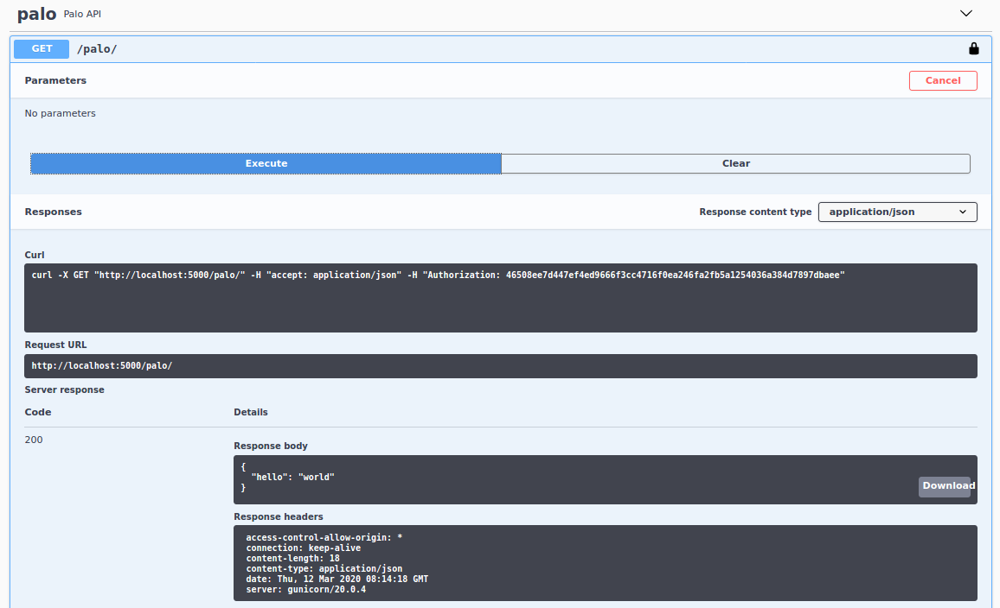 palo Palo API
GET /palo/
Parameters Cancel
No parameters
Execute Clear
Responses Response content type application/json
Curl
curl -X GET "http://localhost:5000/palo/" -H "accept: application/json" -H "Authorization: 46508ee7d447ef4ed9666f3cc4716f0ea246fa2fb5a1254036a384d7897dbaee"
Request URL
http://localhost:5000/palo/
Server response
Code Details
200
Response body
{
"hello": "world"
}
Download
Response headers
access-control-allow-origin: *
connection: keep-alive
content-length: 18
content-type: application/json
date: Thu, 12 Mar 2020 08:14:18 GMT
server: gunicorn/20.0.4